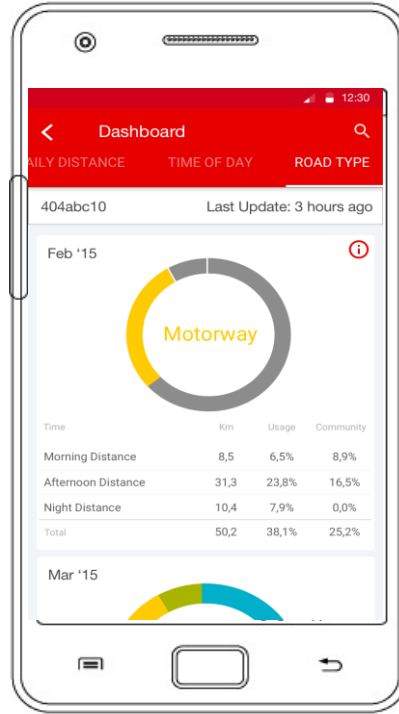 12:30
Dashboard
AILY DISTANCE TIME OF DAY ROAD TYPE
404abc10 Last Update: 3 hours ago
Feb ‘15
Motorway
Time Km Usage Community
Morning Distance 8,5 6,5% 8,9%
Afternoon Distance 31,3 23,8% 16,5%
Night Distance 10,4 7,9% 0,0%
Total 50,2 38,1% 25,2%
Mar ‘15